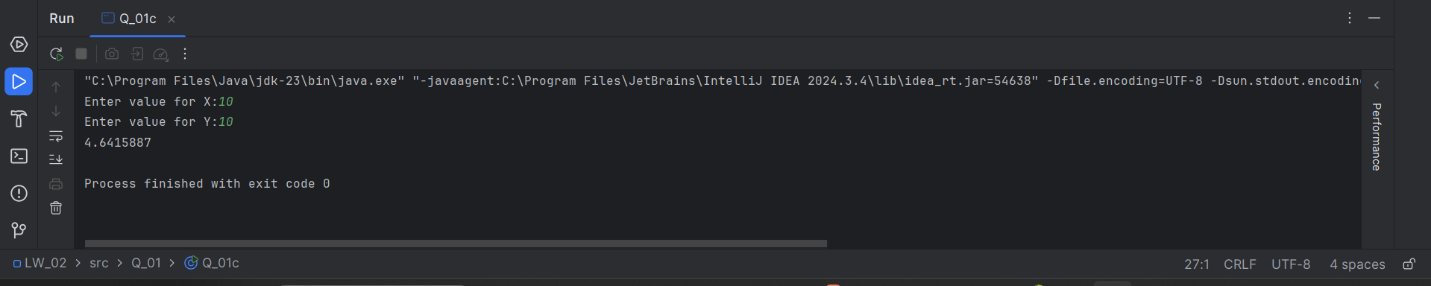 Run Q_01c
"C:\Program Files\Java\jdk-23\bin\java.exe" "-javaagent:C:\Program Files\JetBrains\IntelliJ IDEA 2024.3.4\lib\idea_rt.jar=54638" -Dfile.encoding=UTF-8 -Dsun.stdout.encoding
Enter value for X:10
Enter value for Y:10
4.6415887
Process finished with exit code 0
Performance
LW_02 > src > Q_01 > Q_01c 27:1 CRLF UTF-8 4 spaces